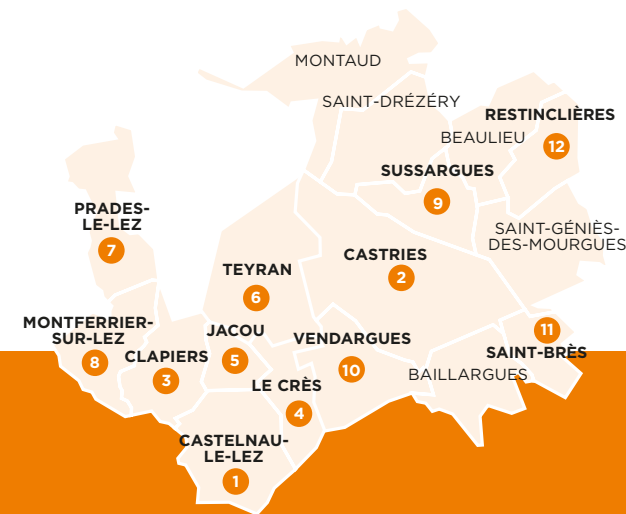 MONTAUD
SAINT-DRÉZÉRY
RESTINCLIÈRES
BEAULIEU
12
SUSSARGUES
9
PRADES-
LE-LEZ
7
SAINT-GÉNIÈS-
DES-MOURGUES
CASTRIES
2
TEYRAN
6
MONTFERRIER-
SUR-LEZ
8
JACOU
5
VENDARGUES
10
11
SAINT-BRÈS
CLAPIERS
3
BAILLARGUES
LE CRÈS
4
CASTELNAU-
LE-LEZ
1